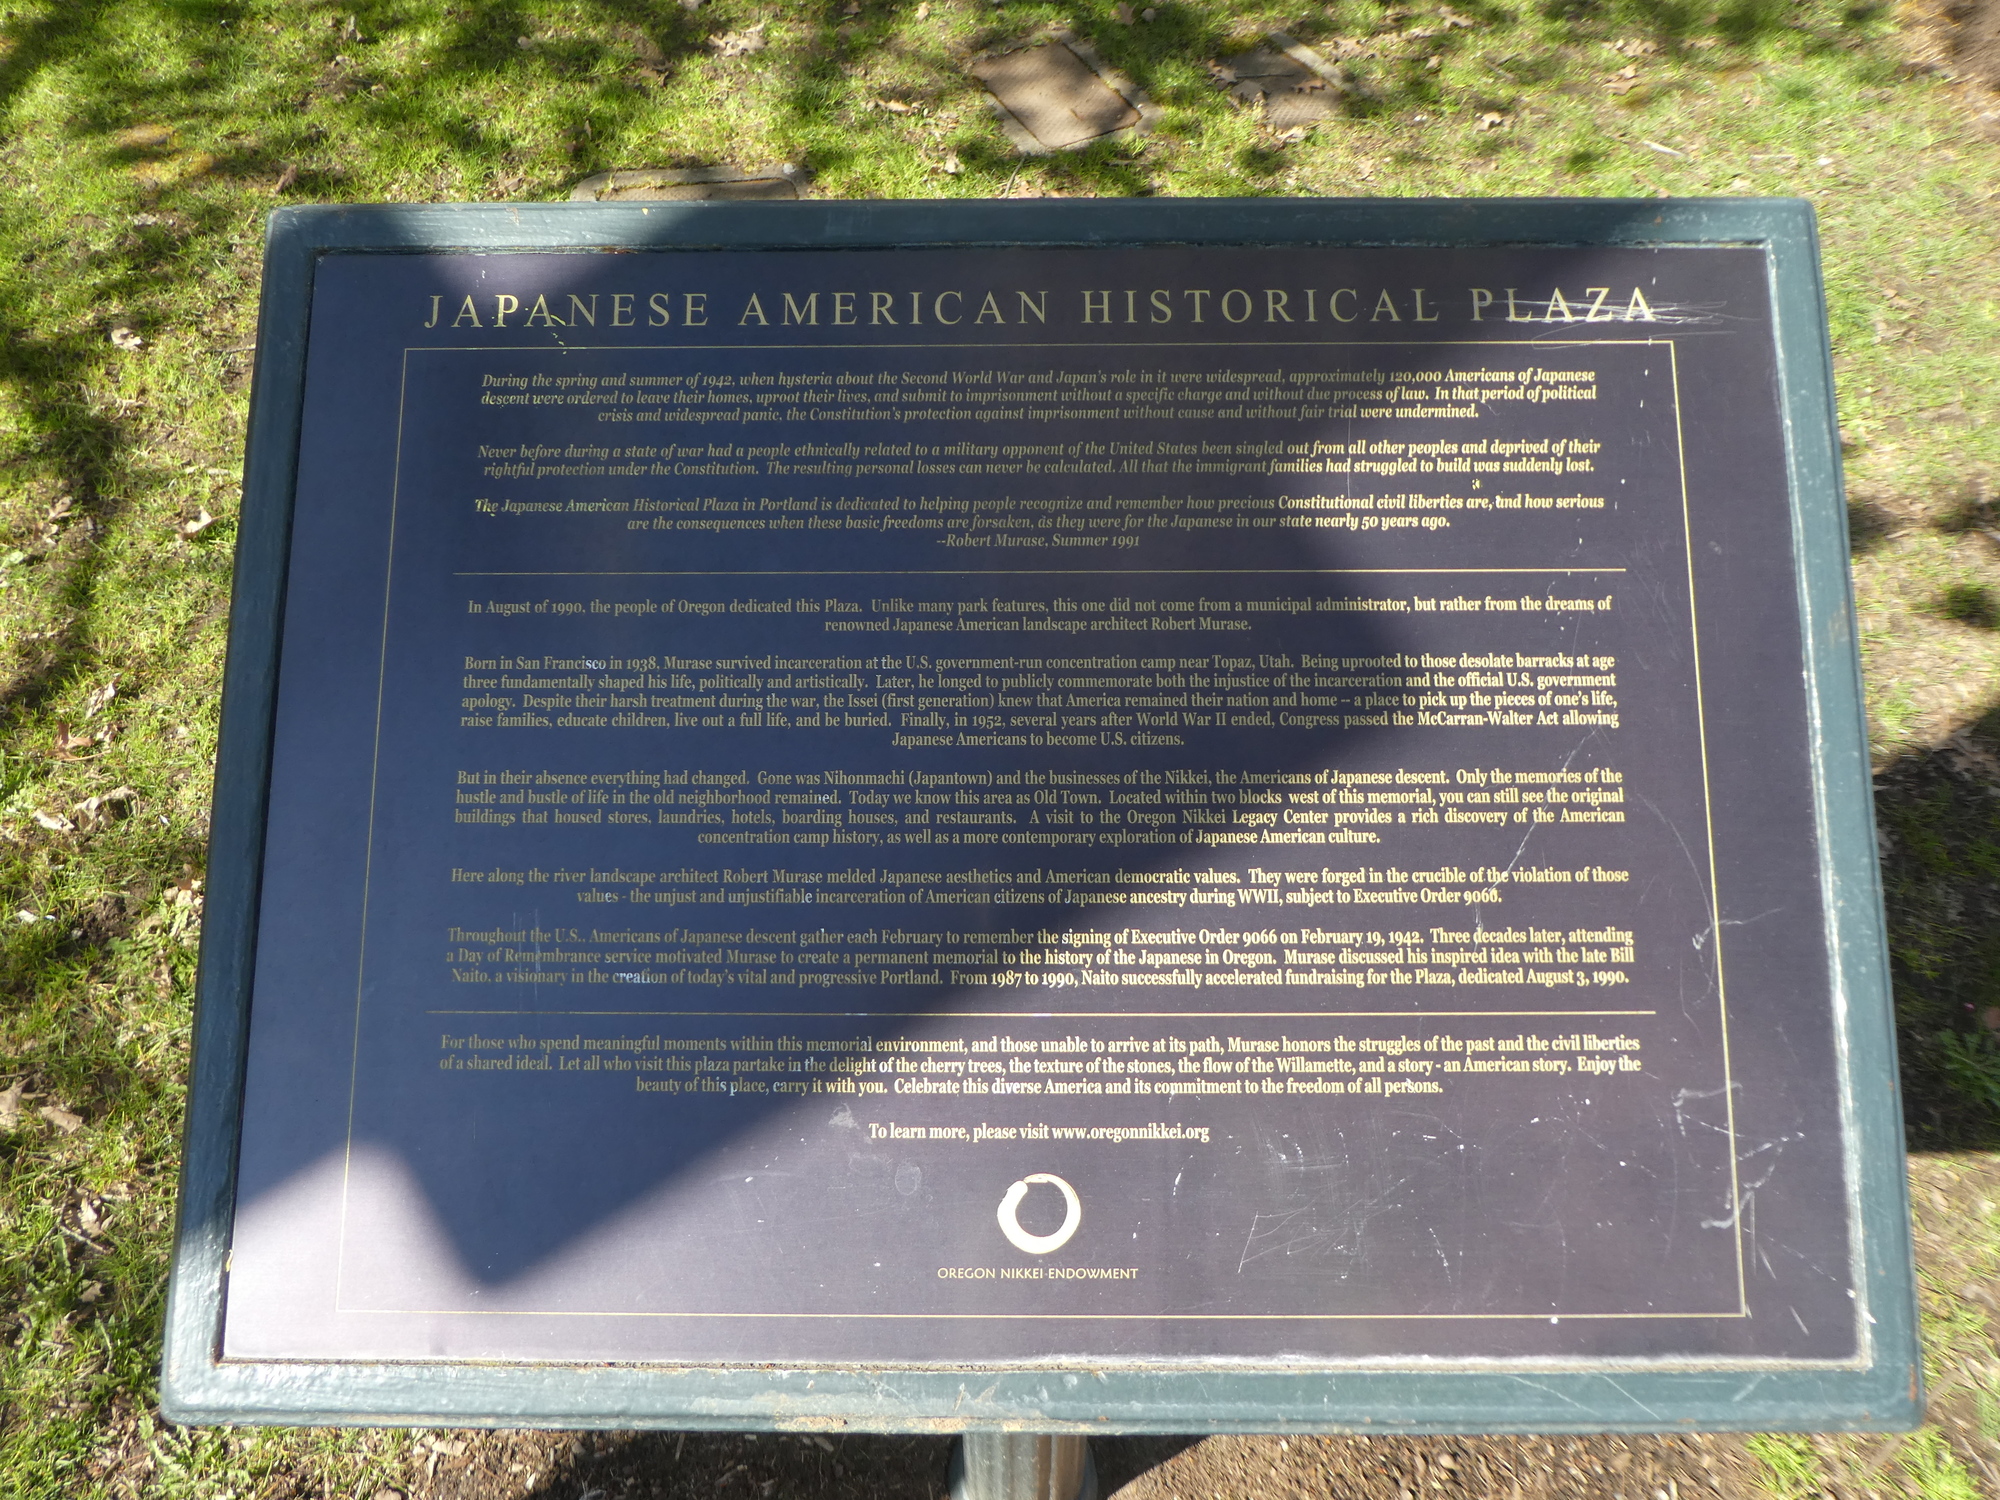 JAPANESE AMERICAN HISTORICAL PLAZA
During the spring and summer of 1942, when hysteria about the Second World War and Japan's role in it were widespread, approximately 120,000 Americans of Japanese
descent were ordered to leave their homes, uproot their lives, and submit to imprisonment without a specific charge and without due process of law. In that period of political
crisis and widespread panic, the Constitution's protection against imprisonment without cause and without fair trial were undermined.
Never before during a state of war had a people ethnically related to a military opponent of the United States been singled out from all other peoples and deprived of their
rightful protection under the Constitution. The resulting personal losses can never be calculated. All that the immigrant families had struggled to build was suddenly lost.
The Japanese American Historical Plaza in Portland is dedicated to helping people recognize and remember how precious Constitutional civil liberties are, and how serious
are the consequences when these basic freedoms are forsaken, as they were for the Japanese in our state nearly 50 years ago.
--Robert Murase, Summer 1991
In August of 1990, the people of Oregon dedicated this Plaza. Unlike many park features, this one did not come from a municipal administrator, but rather from the dreams of
renowned Japanese American landscape architect Robert Murase.
Born in San Francisco in 1938, Murase survived incarceration at the U.S. government-run concentration camp near Topaz, Utah. Being uprooted to those desolate barracks at age
three fundamentally shaped his life, politically and artistically. Later, he longed to publicly commemorate both the injustice of the incarceration and the official U.S. government
apology. Despite their harsh treatment during the war, the Issei (first generation) knew that America remained their nation and home -- a place to pick up the pieces of one's life,
raise families, educate children, live out a full life, and be buried. Finally, in 1952, several years after World War II ended, Congress passed the McCarran-Walter Act allowing
Japanese Americans to become U.S. citizens.
But in their absence everything had changed. Gone was Nihonmachi (Japantown) and the businesses of the Nikkei, the Americans of Japanese descent. Only the memories of the
hustle and bustle of life in the old neighborhood remained. Today we know this area as Old Town. Located within two blocks west of this memorial, you can still see the original
buildings that housed stores, laundries, hotels, boarding houses, and restaurants. A visit to the Oregon Nikkei Legacy Center provides a rich discovery of the American
concentration camp history, as well as a more contemporary exploration of Japanese American culture.
Here along the river landscape architect Robert Murase melded Japanese aesthetics and American democratic values. They were forged in the crucible of the violation of those
values - the unjust and unjustifiable incarceration of American citizens of Japanese ancestry during WWII, subject to Executive Order 9066.
Throughout the U.S., Americans of Japanese descent gather each February to remember the signing of Executive Order 9066 on February 19, 1942. Three decades later, attending
a Day of Remembrance service motivated Murase to create a permanent memorial to the history of the Japanese in Oregon. Murase discussed his inspired idea with the late Bill
Naito, a visionary in the creation of today's vital and progressive Portland. From 1987 to 1990, Naito successfully accelerated fundraising for the Plaza, dedicated August 3, 1990.
For those who spend meaningful moments within this memorial environment, and those unable to arrive at its path, Murase honors the struggles of the past and the civil liberties
of a shared ideal. Let all who visit this plaza partake in the delight of the cherry trees, the texture of the stones, the flow of the Willamette, and a story - an American story. Enjoy the
beauty of this place, carry it with you. Celebrate this diverse America and its commitment to the freedom of all persons.
To learn more, please visit www.oregonnikkei.org
OREGON NIKKEI ENDOWMENT